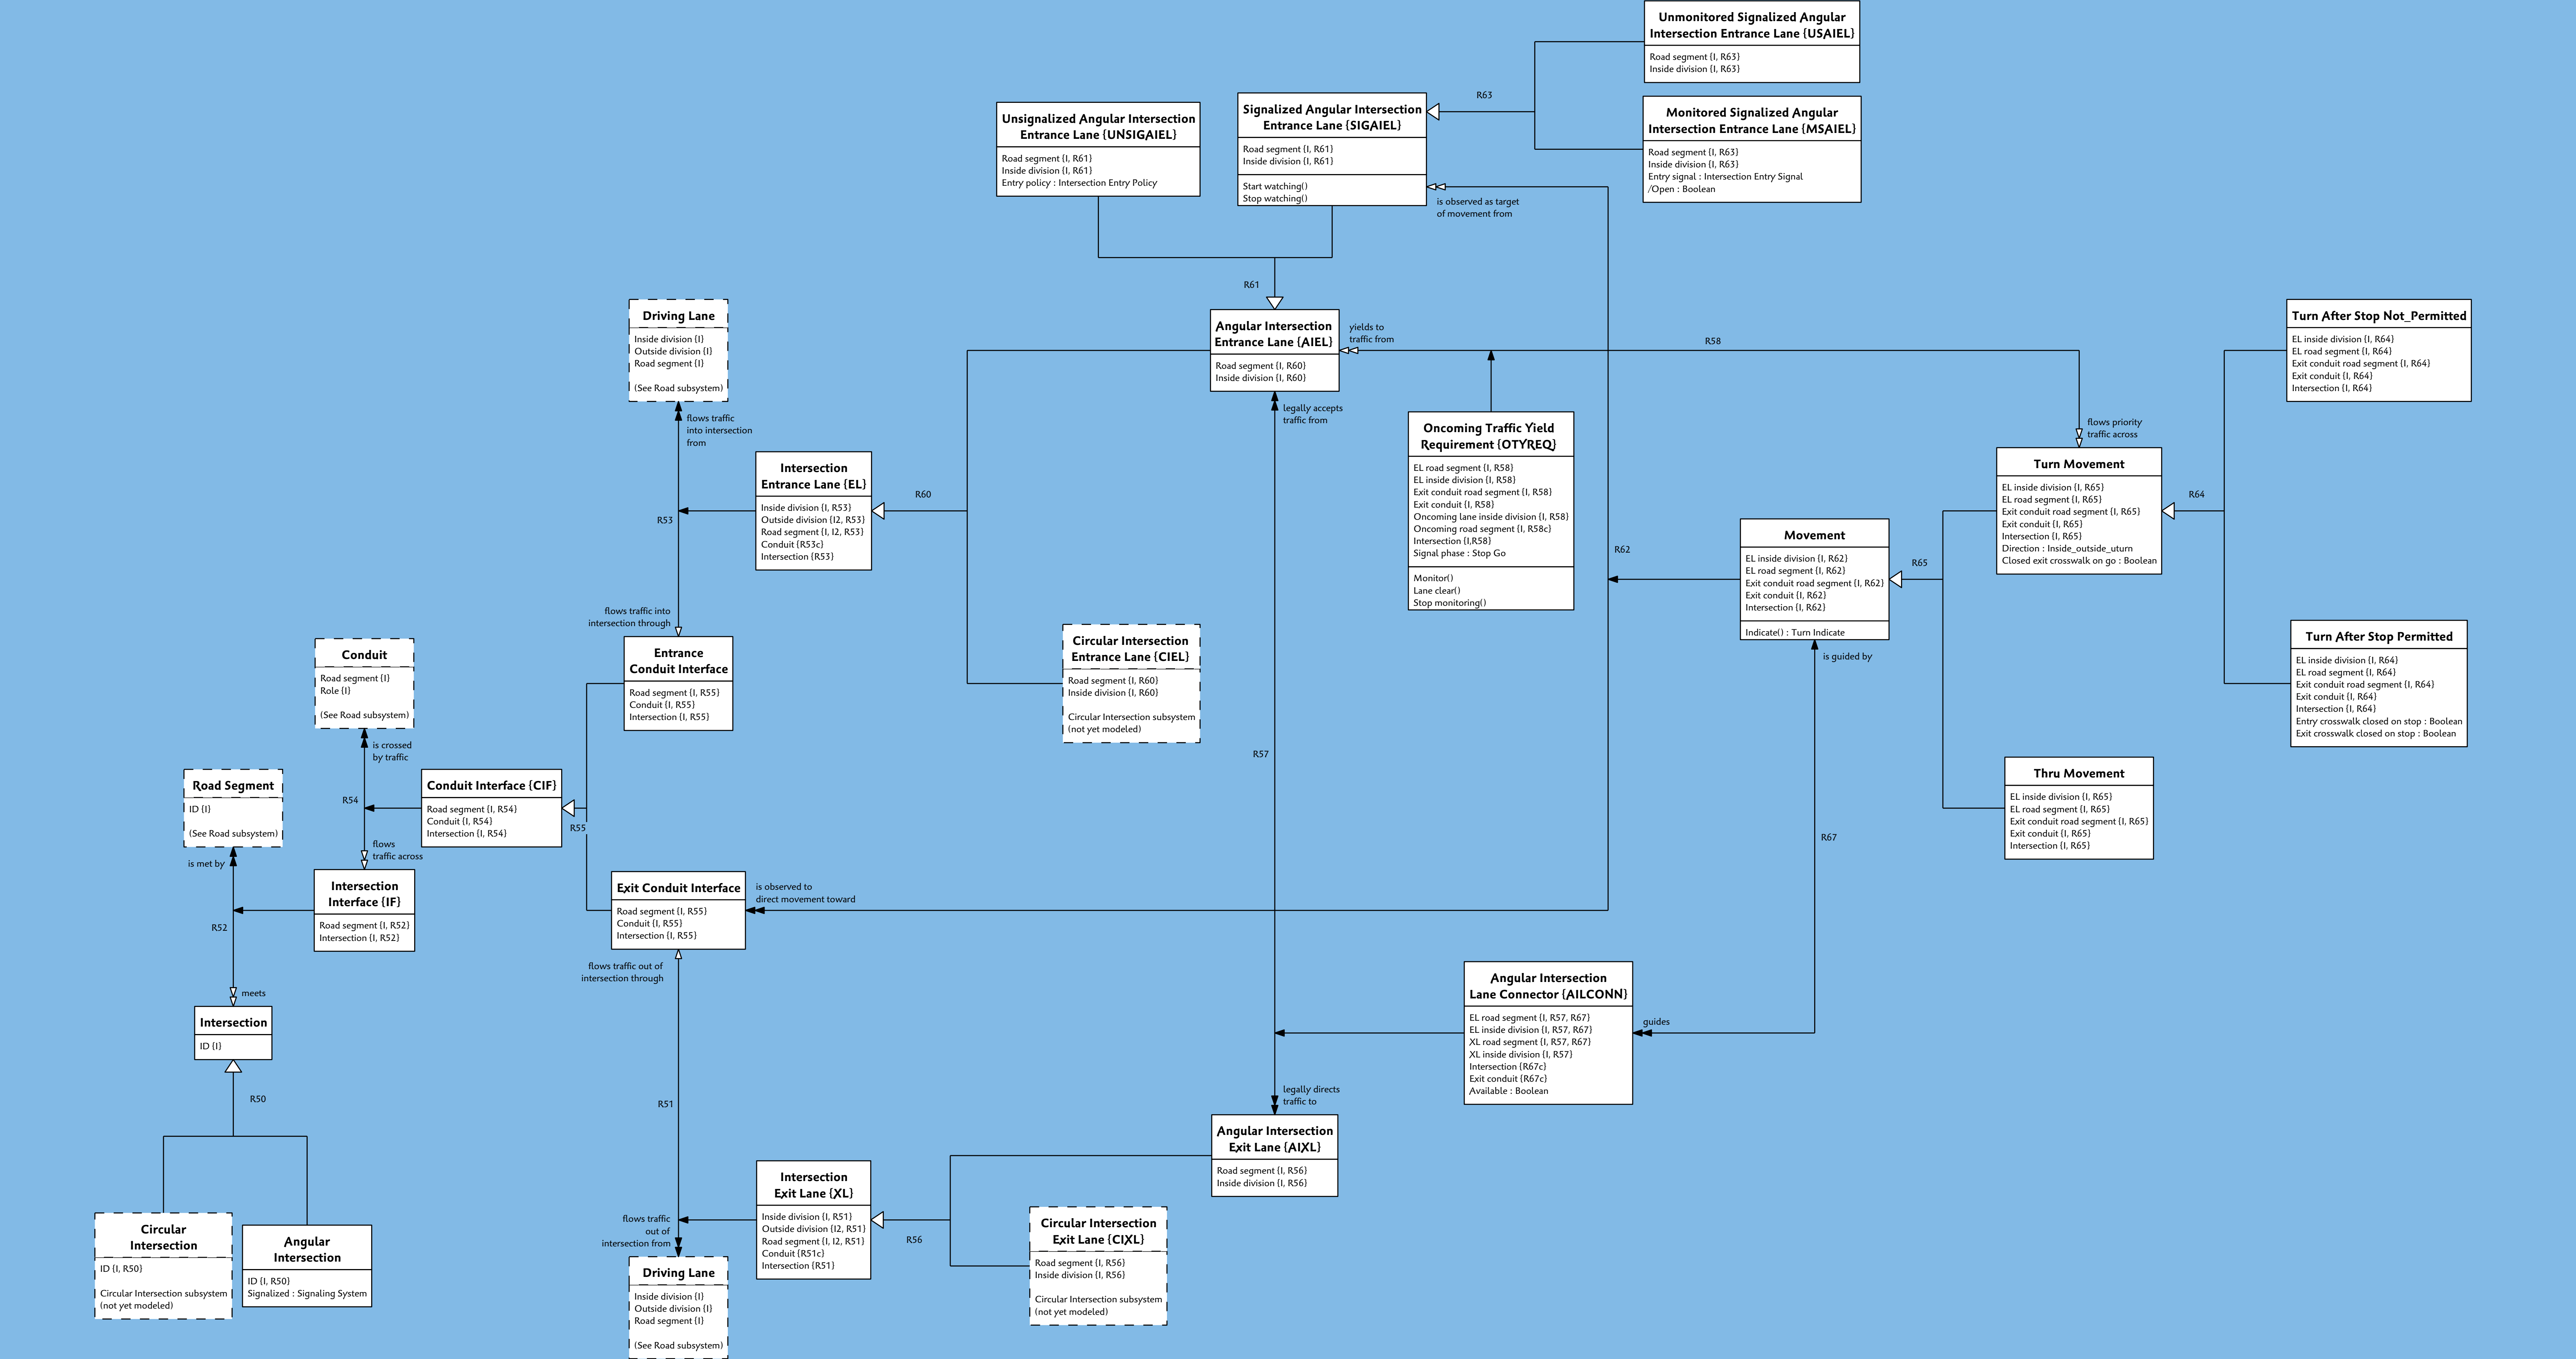 Unmonitored Signalized Angular
Intersection Entrance Lane {USAIEL}
Road segment {I, R63}
Inside division {I, R63}
R63
Signalized Angular Intersection
Entrance Lane {SIGAIEL}
Road segment {I, R61}
Inside division {I, R61}
Start watching()
Stop watching()
Monitored Signalized Angular
Intersection Entrance Lane {MSAIEL}
Road segment {I, R63}
Inside division {I, R63}
Entry signal : Intersection Entry Signal
/Open : Boolean
Unsignalized Angular Intersection
Entrance Lane {UNSIGAIEL}
Road segment {I, R61}
Inside division {I, R61}
Entry policy : Intersection Entry Policy
is observed as target
of movement from
R61
Driving Lane
Inside division {I}
Outside division {I}
Road segment {I}
(See Road subsystem)
Angular Intersection
Entrance Lane {AIEL}
Road segment {I, R60}
Inside division {I, R60}
yields to
traffic from
R58
Turn After Stop Not_Permitted
EL inside division {I, R64}
EL road segment {I, R64}
Exit conduit road segment {I, R64}
Exit conduit {I, R64}
Intersection {I, R64}
flows traffic
into intersection
from
legally accepts
traffic from
Oncoming Traffic Yield
Requirement {OTYREQ}
EL road segment {I, R58}
EL inside division {I, R58}
Exit conduit road segment {I, R58}
Exit conduit {I, R58}
Oncoming lane inside division {I, R58}
Oncoming road segment {I, R58c}
Intersection {I,R58}
Signal phase : Stop Go
Monitor()
Lane clear()
Stop monitoring()
flows priority
traffic across
Turn Movement
EL inside division {I, R65}
EL road segment {I, R65}
Exit conduit road segment {I, R65}
Exit conduit {I, R65}
Intersection {I, R65}
Direction : Inside_outside_uturn
Closed exit crosswalk on go : Boolean
R64
Intersection
Entrance Lane {EL}
Inside division {I, R53}
Outside division {I2, R53}
Road segment {I, I2, R53}
Conduit {R53c}
Intersection {R53}
R60
R53
R62
Movement
EL inside division {I, R62}
EL road segment {I, R62}
Exit conduit road segment {I, R62}
Exit conduit {I, R62}
Intersection {I, R62}
Indicate() : Turn Indicate
R65
flows traffic into
intersection through
Entrance
Conduit Interface
Road segment {I, R55}
Conduit {I, R55}
Intersection {I, R55}
Circular Intersection
Entrance Lane {CIEL}
Road segment {I, R60}
Inside division {I, R60}
Circular Intersection subsystem
(not yet modeled)
is guided by
Turn After Stop Permitted
EL inside division {I, R64}
EL road segment {I, R64}
Exit conduit road segment {I, R64}
Exit conduit {I, R64}
Intersection {I, R64}
Entry crosswalk closed on stop : Boolean
Exit crosswalk closed on stop : Boolean
Conduit
Road segment {I}
Role {I}
(See Road subsystem)
is crossed
by traffic
R57
Thru Movement
EL inside division {I, R65}
EL road segment {I, R65}
Exit conduit road segment {I, R65}
Exit conduit {I, R65}
Intersection {I, R65}
Road Segment
ID {I}
(See Road subsystem)
R54
Conduit Interface {CIF}
Road segment {I, R54}
Conduit {I, R54}
Intersection {I, R54}
R55
R67
is met by
flows
traffic across
Intersection
Interface {IF}
Road segment {I, R52}
Intersection {I, R52}
Exit Conduit Interface
Road segment {I, R55}
Conduit {I, R55}
Intersection {I, R55}
is observed to
direct movement toward
R52
flows traffic out of
intersection through
meets
Intersection
ID {I}
Angular Intersection
Lane Connector {AILCONN}
EL road segment {I, R57, R67}
EL inside division {I, R57, R67}
XL road segment {I, R57, R67}
XL inside division {I, R57}
Intersection {R67c}
Exit conduit {R67c}
Available : Boolean
guides
R50
R51
legally directs
traffic to
Angular Intersection
Exit Lane {AIXL}
Road segment {I, R56}
Inside division {I, R56}
Intersection
Exit Lane {XL}
Inside division {I, R51}
Outside division {I2, R51}
Road segment {I, I2, R51}
Conduit {R51c}
Intersection {R51}
R56
flows traffic
out of
intersection from
Circular Intersection
Exit Lane {CIXL}
Road segment {I, R56}
Inside division {I, R56}
Circular Intersection subsystem
(not yet modeled)
Circular
Intersection
ID {I, R50}
Circular Intersection subsystem
(not yet modeled)
Angular
Intersection
ID {I, R50}
Signalized : Signaling System
Driving Lane
Inside division {I}
Outside division {I}
Road segment {I}
(See Road subsystem)